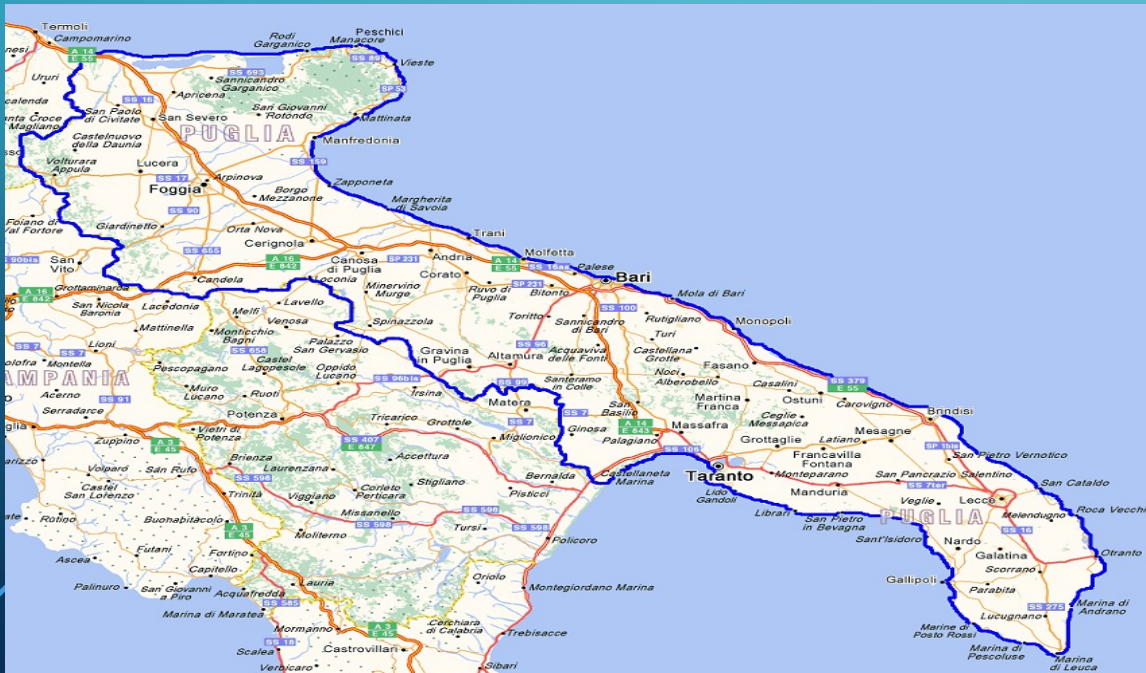 Termoli
Campomarino
A 14
E 55
Ururi
Rodi
Garganico
Peschici
Manacore
SS 89
Vieste
SS 693
SP 53
Sannicandro
Garganico
Apricena
SS 16
San Giovanni
Rotondo
Mattinata
San Paolo
di Civitate
San Severo
PUGLIA
Manfredonia
Castelnuovo
della Daunia
Magliano
Volturara
Appula
Lucera
SS 159
SS 17
Arpinova
Foggia
Zapponeta
Borgo
Mezzanone
Margherita
di Savoia
SS 90
Giardinetto
Orta Nova
Cerignola
Trani
SS 655
Andria
Molfetta
A 14
E 55
SS 16aa
Palese
Bari
San
Vito
A 16
E 842
Canosa
di Puglia
SP 231
Corato
Candela
Loconia
Ruvo di
Puglia
SP 231
Bitonto
Grottaminarda
A 16
E 842
San Nicola
Baronia
Lacedonia
Lavello
Minervino
Murge
Mola di Bari
SS 100
Toritto
Rutigliano
Monopoli
Mattinella
Melfi
Venosa
Spinazzola
Sannicandro
di Bari
Turi
SS 7
Lioni
Montella
SS 7
Monticchio
Bagni
SS 658
Palazzo
San Gervasio
SS 96
Acquaviva
delle Fonti
Castellana
Grotte
Gravina
in Puglia
Altamura
Fasano
Pescopagano
Castel
Lagopesole
Oppido
Lucano
Noci
Alberobello
SS 379
E 55
AMPANIA
SS 96bis
SS 99
Santeramo
in Colle
Casalini
Acerno
SS 91
Muro
Lucano
Ruoti
Irsina
Matera
Ostuni
Carovigno
Serradarce
Potenza
Tricarico
Grottole
SS 7
SS 7
San
Basilio
Martina
Franca
Ceglie
Messapica
Brindisi
Zuppino
Vietri di
Potenza
SS 407
E 847
Miglionico
Ginosa
A 14
E 843
Palagiano
Massafra
Grottaglie
Latiano
Mesagne
SP 1bis
A 3
E 45
Brienza
Accettura
SS 106
Francavilla
Fontana
San Pietro Vernotico
Volparo
San Rufo
SS 598
Laurenzana
Bernalda
Castellaneta
Marina
Taranto
Monteparano
San Pancrazio Salentino
San Cataldo
Castel
San Lorenzo
Trinità
Viggiano
Corleto
Perticara
Stigliano
Pisticci
Lido
Gandoli
Manduria
SS 7ter
Veglie
Lecce
Rotino
Buonabitacolo
Missanello
SS 598
SS 598
Librari
San Pietro
in Bevagna
PUGLIA
Melendugno
Roca Vecchi
A 3
E 45
Moliterno
Tursi
SS 598
Policoro
Sant'Isidoro
SS 16
Futani
Fortino
Nardo
Galatina
Otranto
Ascea
Capitello
Oriolo
Scorrano
Palinuro
San Giovanni
a Piro
Acquafredda
Lauria
Montegiordano Marina
Gallipoli
Parabita
SS 585
SS 275
Marina di
Andrano
Marina di Maratea
Lucugnano
Mormanno
A 3
E 45
Cerchiara
di Calabria
Trebisacce
Marine di
Posto Rossi
Scalea
SS 18
Castrovillari
Marina di
Pescoluse
Marina
di Leuca
Verbicaro
Sibari